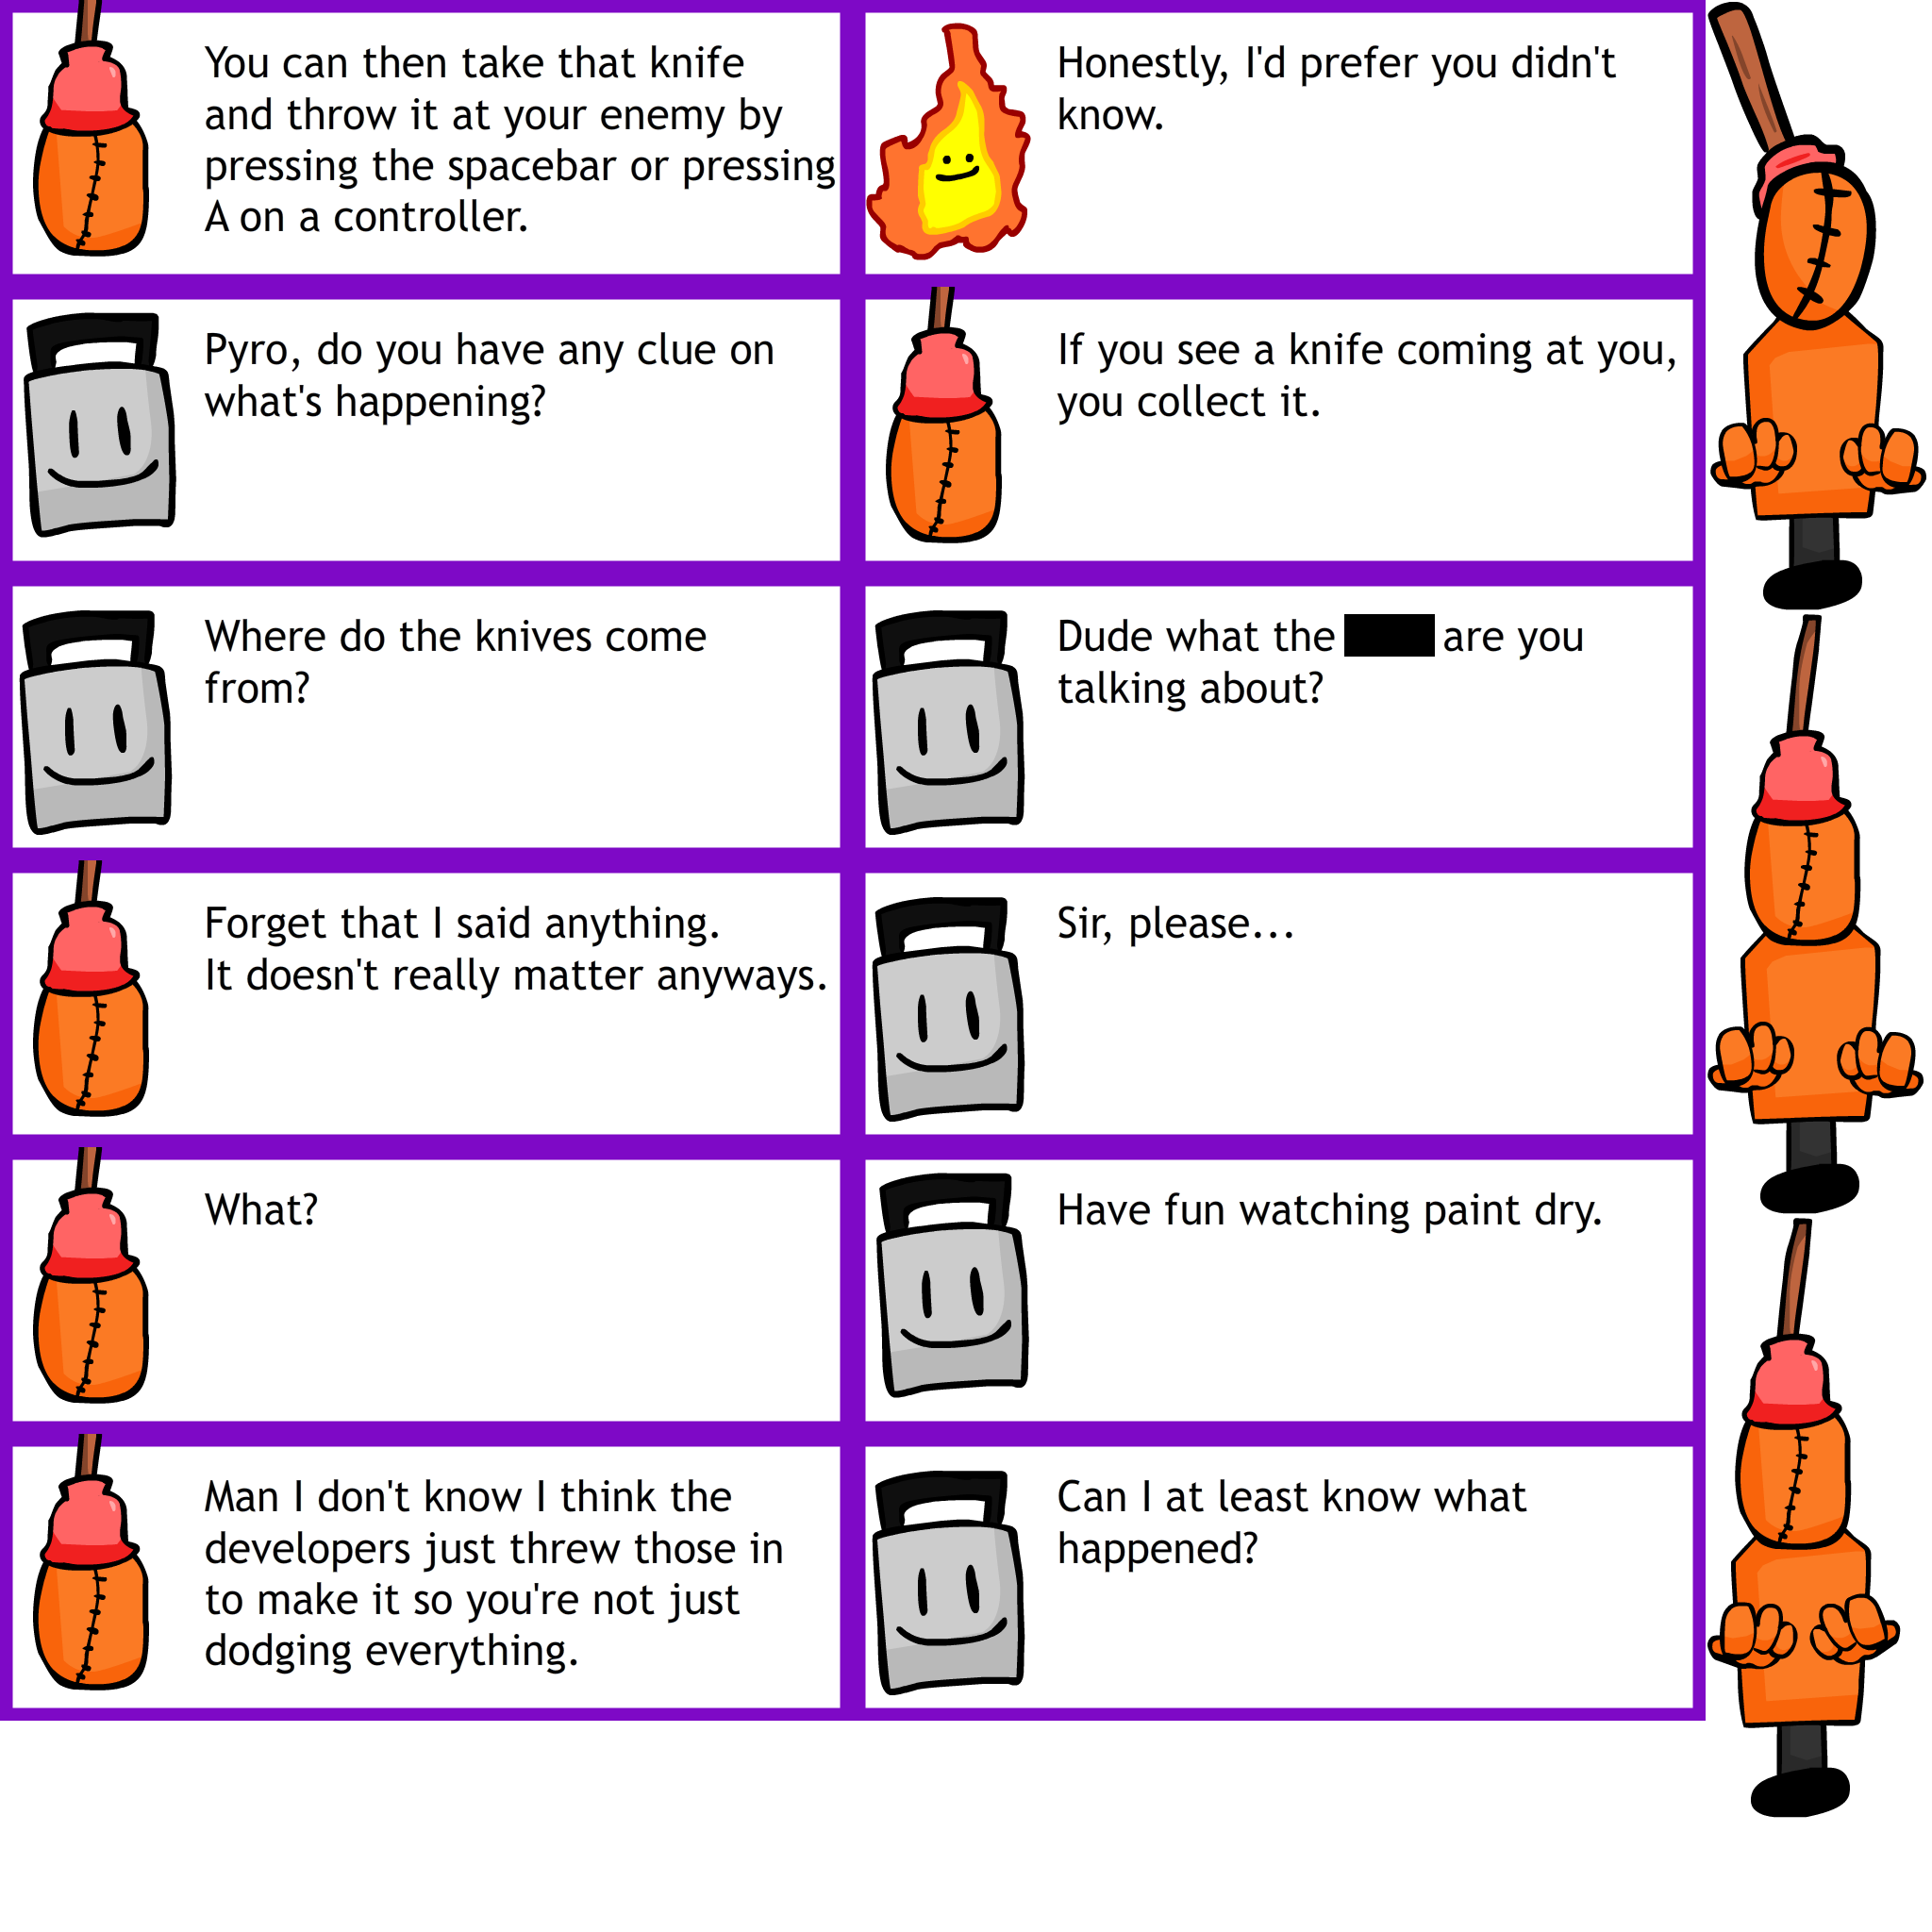 You can then take that knife
and throw it at your enemy by
pressing the spacebar or pressing
A on a controller.
Honestly, I'd prefer you didn't
know.
Pyro, do you have any clue on
what's happening?
If you see a knife coming at you,
you collect it.
Where do the knives come
from?
Dude what the are you
talking about?
Forget that I said anything.
It doesn't really matter anyways.
Sir, please...
What?
Have fun watching paint dry.
Man I don't know I think the
developers just threw those in
to make it so you're not just
dodging everything.
Can I at least know what
happened?